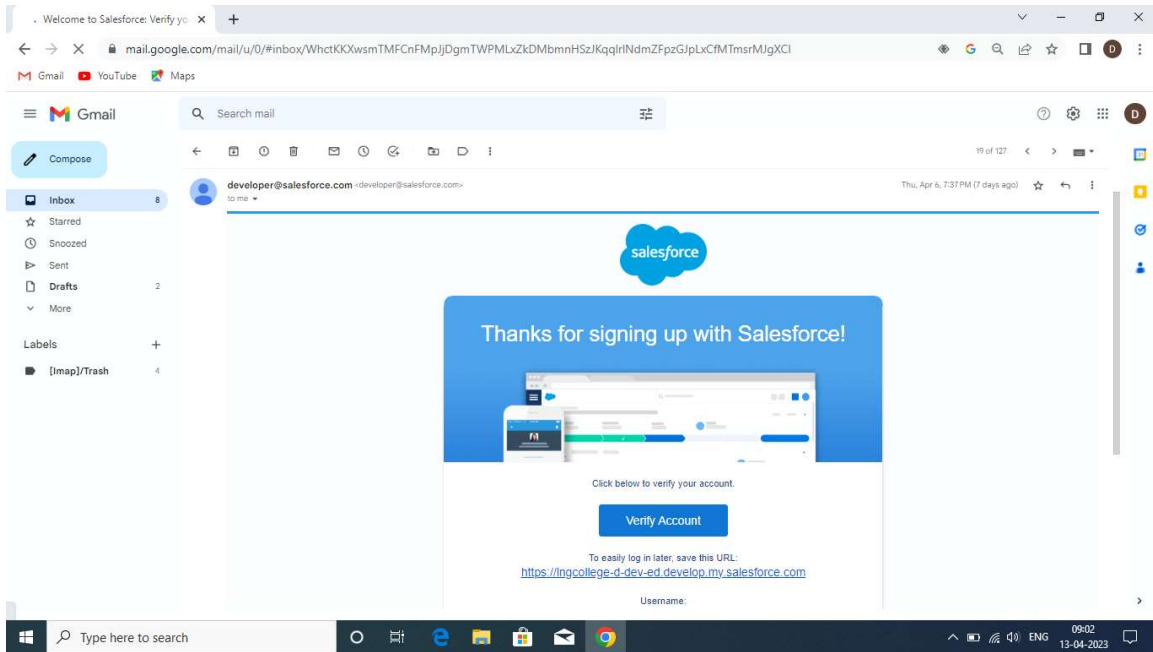 Welcome to Salesforce: Verify yo
mail.google.com/mail/u/0/#inbox/WhctKKXwsmTMFCnFMpJjDgmTWPMLxZkDMbmnHSzJKqqlrlNdmZFpzGJpLxCfMTmsrMJgXCl
D
Gmail YouTube Maps
Gmail
Search mail
D
Compose
19 of 127
developer@salesforce.com <developer@salesforce.com>
Thu, Apr 6, 7:37 PM (7 days ago)
to me
Inbox 8
Starred
Snoozed
Sent
Drafts 2
More
Labels
[Imap]/Trash 4
salesforce
Thanks for signing up with Salesforce!
Click below to verify your account.
Verify Account
To easily log in later, save this URL:
https://lngcollege-d-dev-ed.develop.my.salesforce.com
Username:
Type here to search
ENG
09:02
13-04-2023